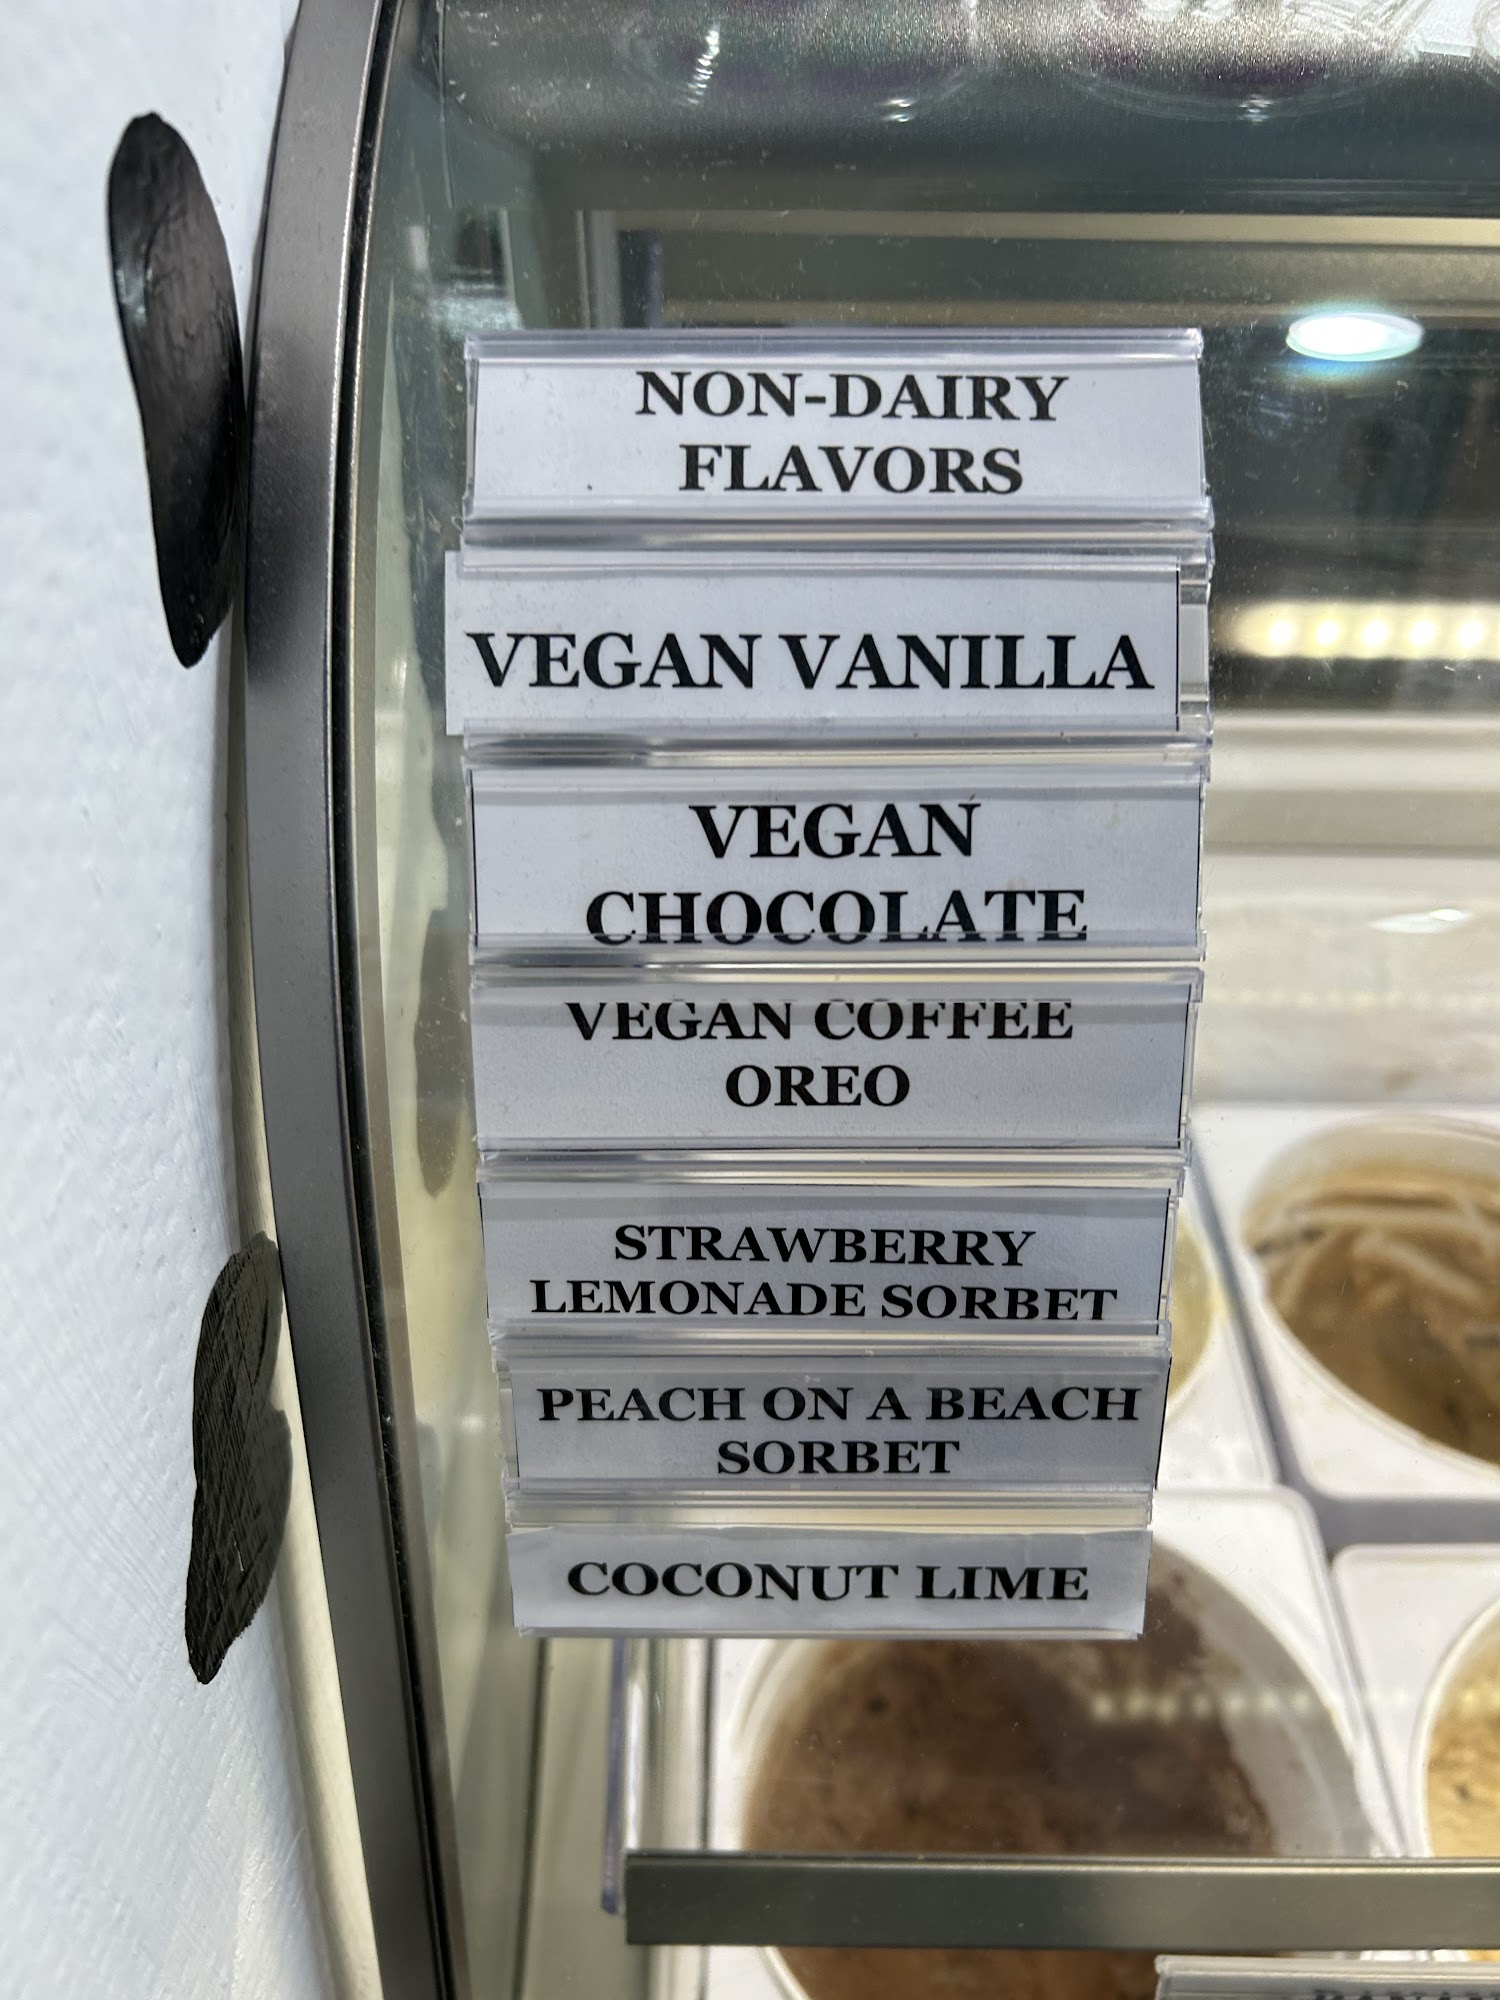 NON-DAIRY
FLAVORS
VEGAN VANILLA
VEGAN
CHOCOLATE
VEGAN COFFEE
OREO
STRAWBERRY
LEMONADE SORBET
PEACH ON A BEACH
SORBET
COCONUT LIME